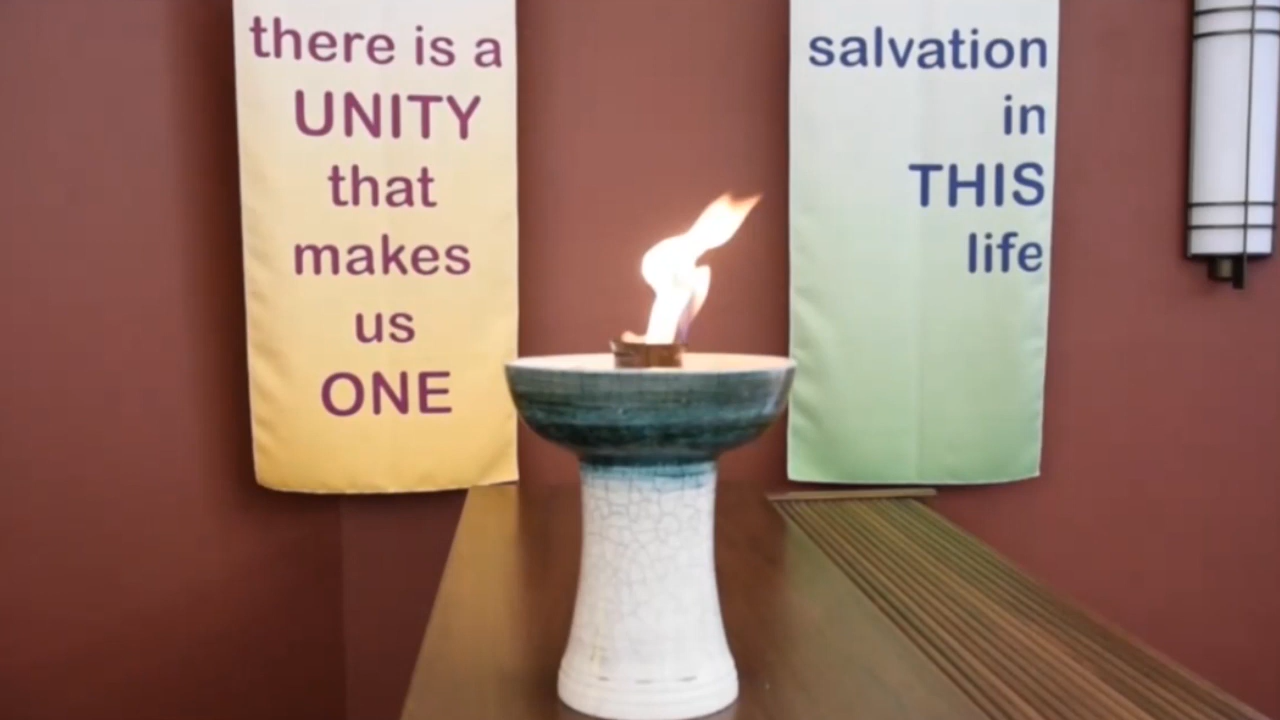 there is a
UNITY
that
makes
us
ONE
salvation
in
THIS
life